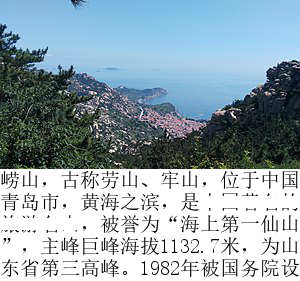 崂山，古称劳山、牢山，位于中国
青岛市，黄海之滨，是
，被誉为“海上第一仙山
”，主峰巨峰海拔1132.7米，为山
东省第三高峰。1982年被国务院设